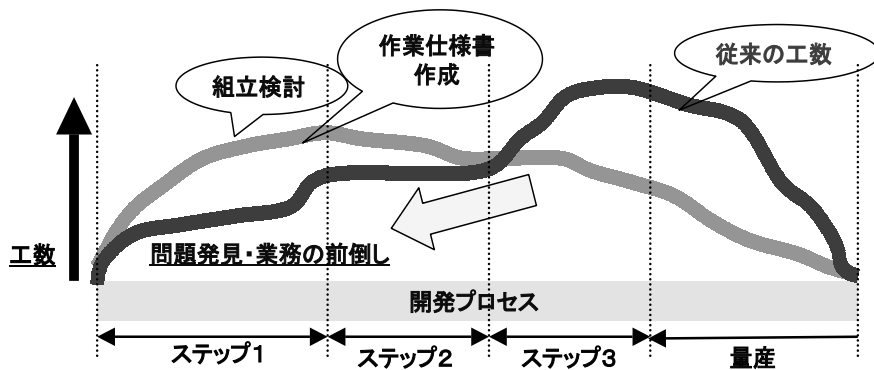 作業仕様書
作成
従来の工数
組立検討
工数
問題発見・業務の前倒し
開発プロセス
ステップ1
ステップ2
ステップ3
量産